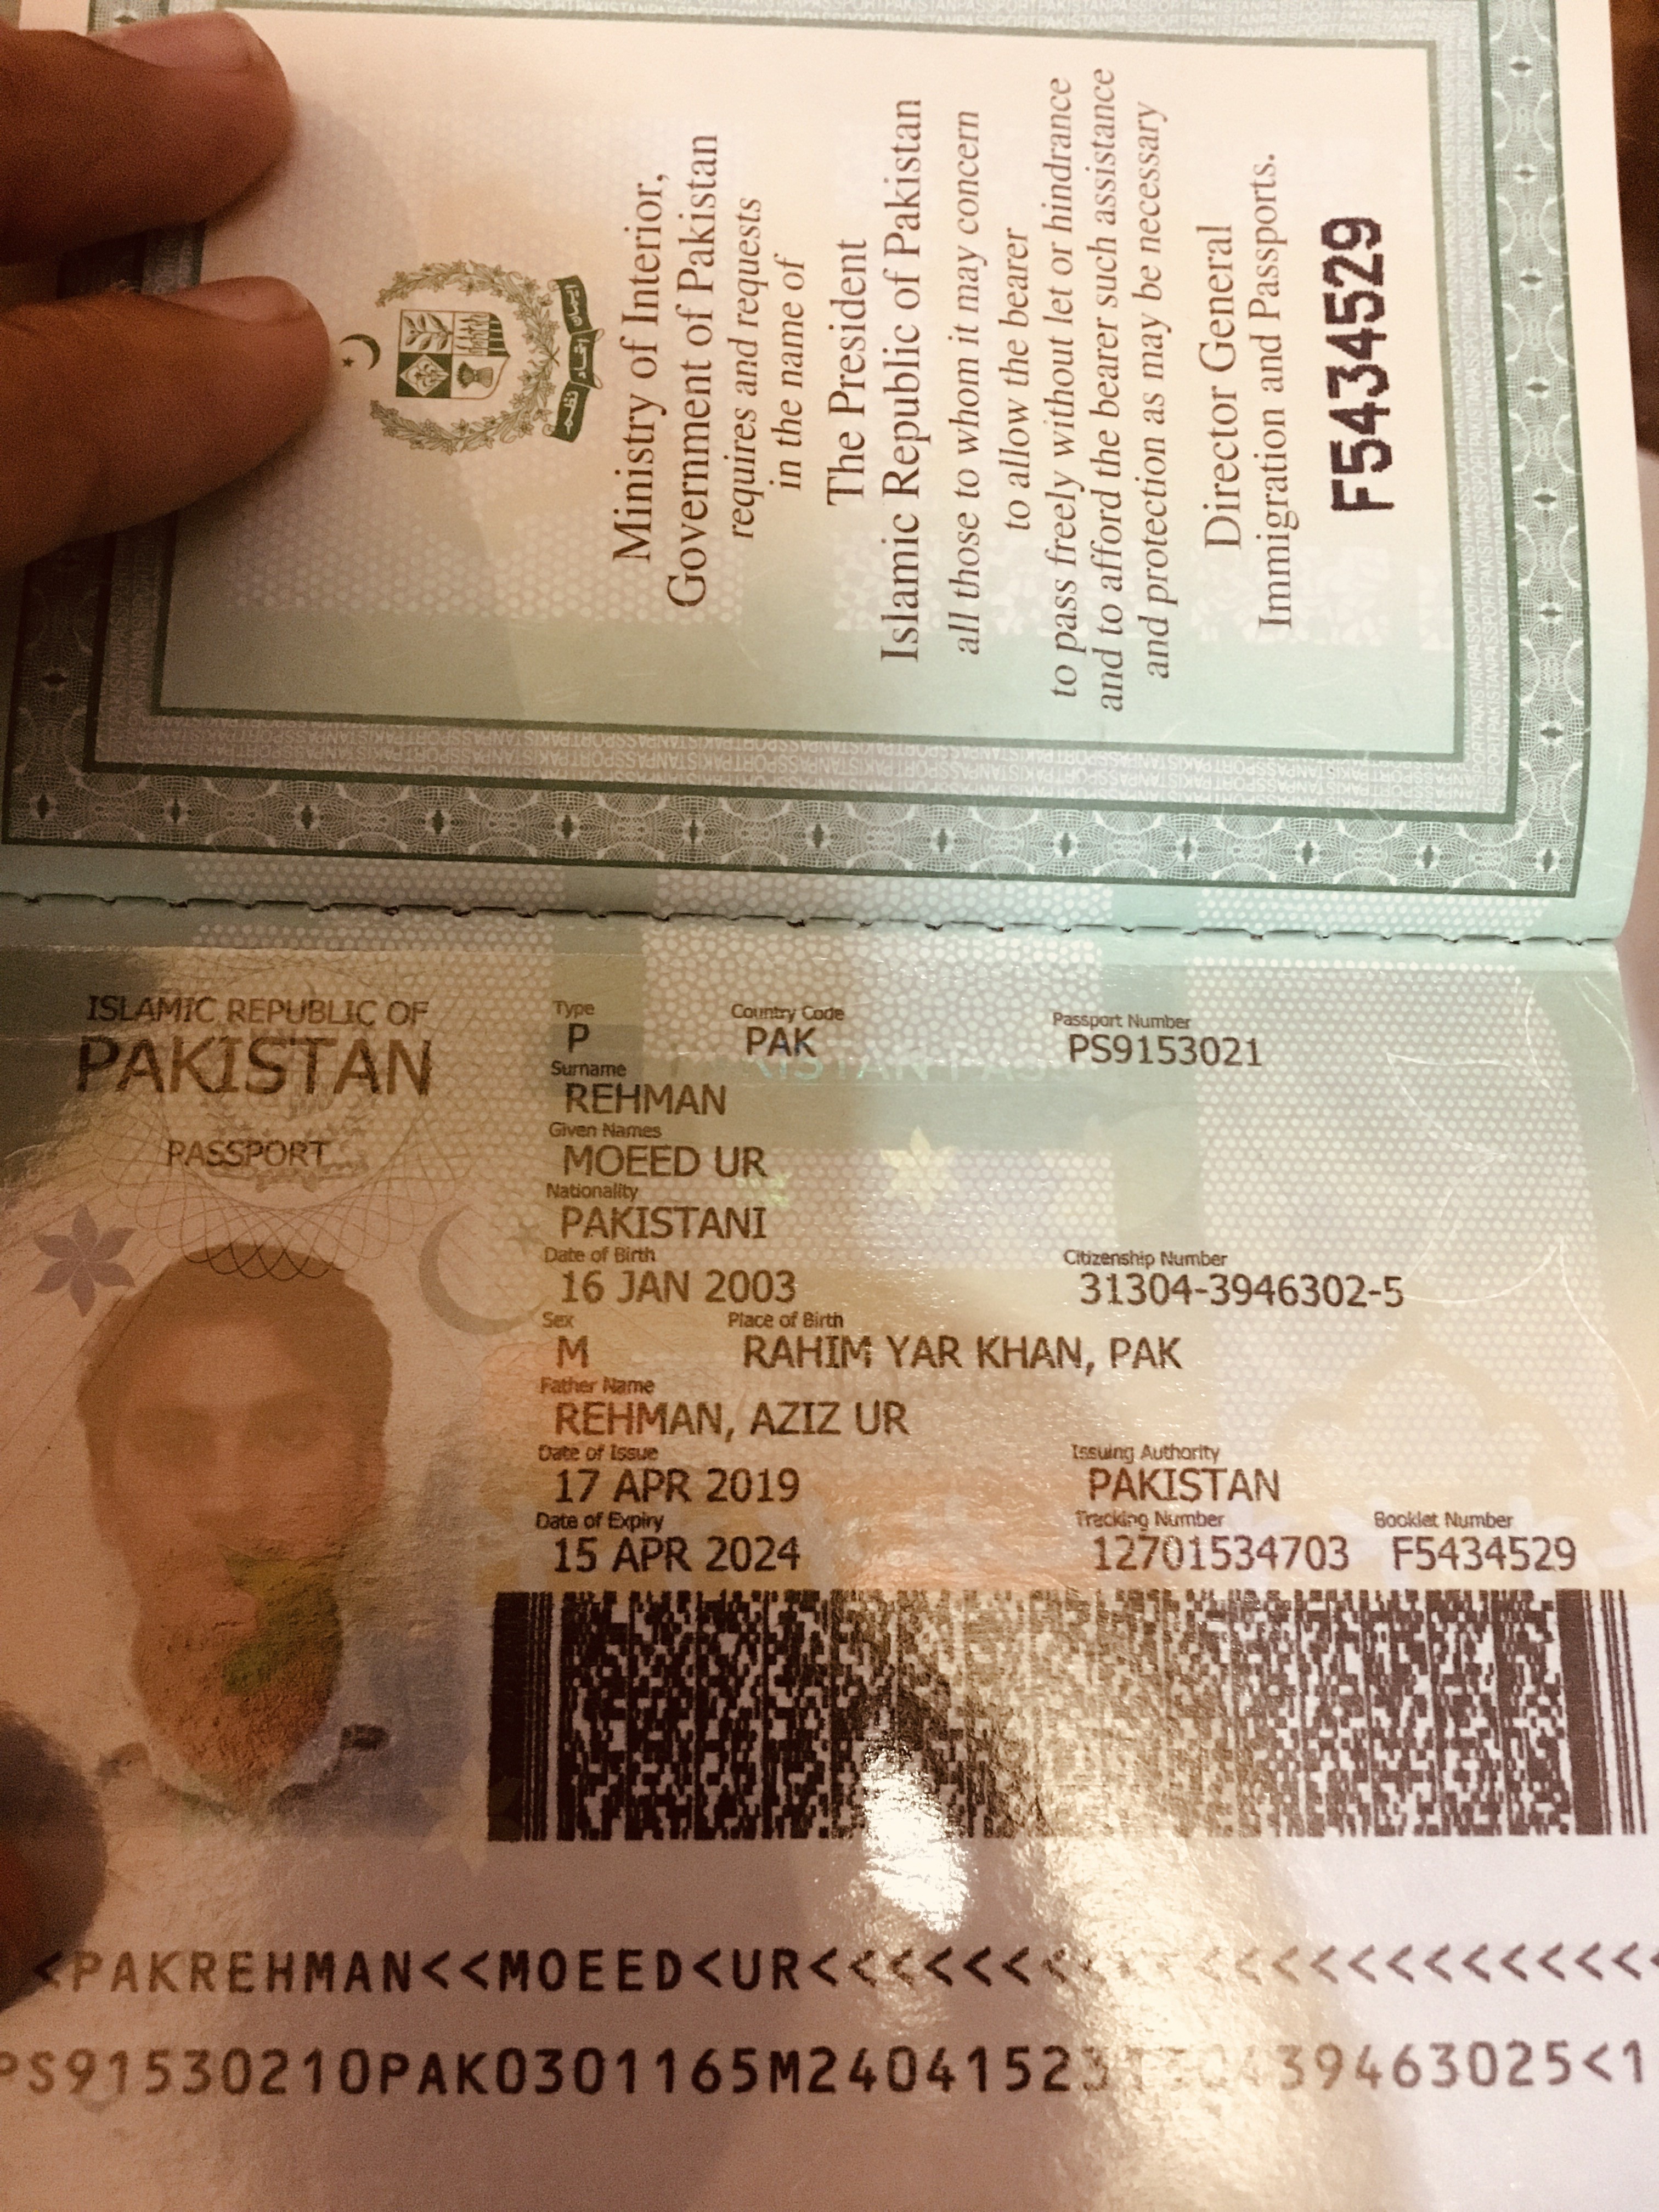 ایمان اتحاد نظم
Ministry of Interior,
Government of Pakistan
requires and requests
in the name of
The President
Islamic Republic of Pakistan
all those to whom it may concern
to allow the bearer
to pass freely without let or hindrance
and to afford the bearer such assistance
and protection as may be necessary
Director General
Immigration and Passports.
F5434529
ISLAMIC REPUBLIC OF
PAKISTAN
PASSPORT
Type Country Code Passport Number
P PAK PS9153021
Surname
REHMAN
Given Names
MOEED UR
Nationality
PAKISTANI
Date of Birth Citizenship Number
16 JAN 2003 31304-3946302-5
Sex Place of Birth
M RAHIM YAR KHAN, PAK
Father Name
REHMAN, AZIZ UR
Date of Issue Issuing Authority
17 APR 2019 PAKISTAN
Date of Expiry Tracking Number Booklet Number
15 APR 2024 12701534703 F5434529
<PAKREHMAN<<MOEED<UR<<<<<<<<<<<<<<<<<<<<<
PS91530210PAK0301165M24041523130439463025<1